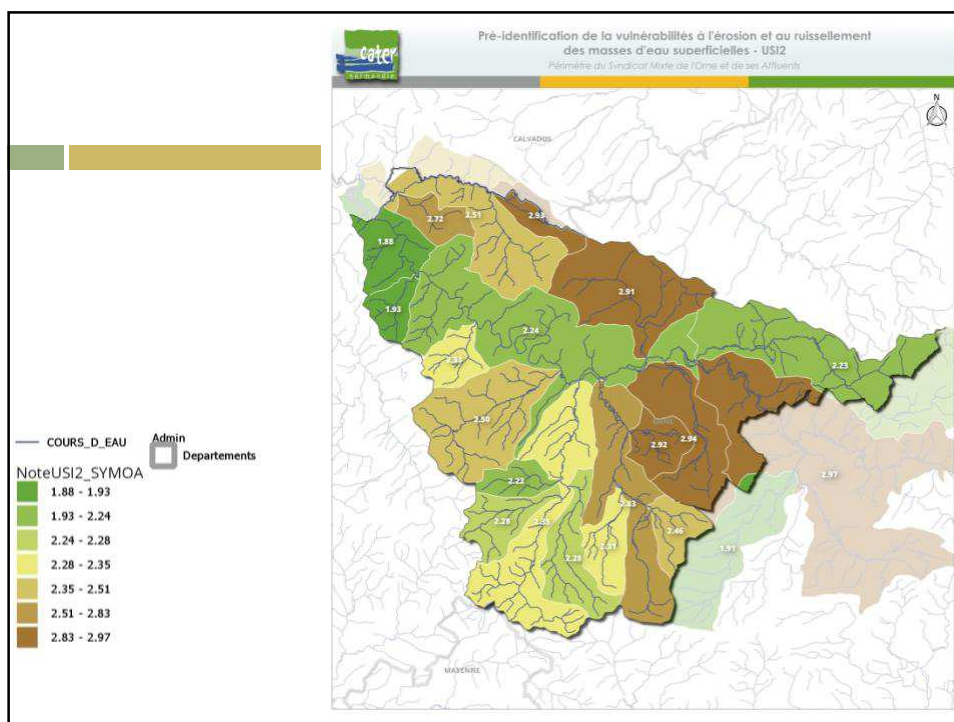 cater
normandie
Pré-identification de la vulnérabilités à l'érosion et au ruissellement
des masses d'eau superficielles - USI2
Périmètre du Syndicat Mixte de l'Orne et de ses Affluents
N
CALVADOS
2.72
2.51
2.93
1.88
2.91
1.93
2.24
2.23
2.50
2.92
2.94
2.97
2.22
2.46
2.28
1.91
MAYENNE
COURS_D_EAU
Admin
Departements
NoteUSI2_SYMOA
1.88 - 1.93
1.93 - 2.24
2.24 - 2.28
2.28 - 2.35
2.35 - 2.51
2.51 - 2.83
2.83 - 2.97